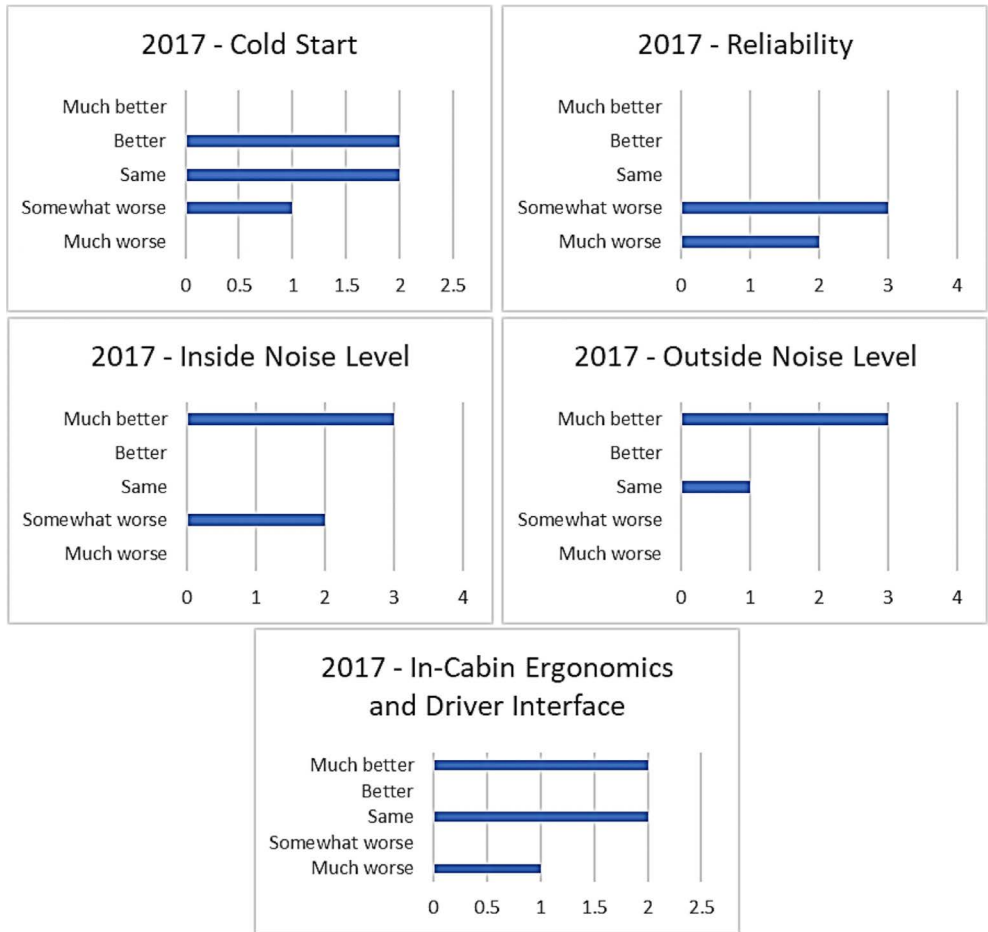 2017 - Cold Start
Much better
Better
Same
Somewhat worse
Much worse
0 0.5 1 1.5 2 2.5
2017 - Reliability
Much better
Better
Same
Somewhat worse
Much worse
0 1 2 3 4
2017 - Inside Noise Level
Much better
Better
Same
Somewhat worse
Much worse
0 1 2 3 4
2017 - Outside Noise Level
Much better
Better
Same
Somewhat worse
Much worse
0 1 2 3 4
2017 - In-Cabin Ergonomics
and Driver Interface
Much better
Better
Same
Somewhat worse
Much worse
0 0.5 1 1.5 2 2.5